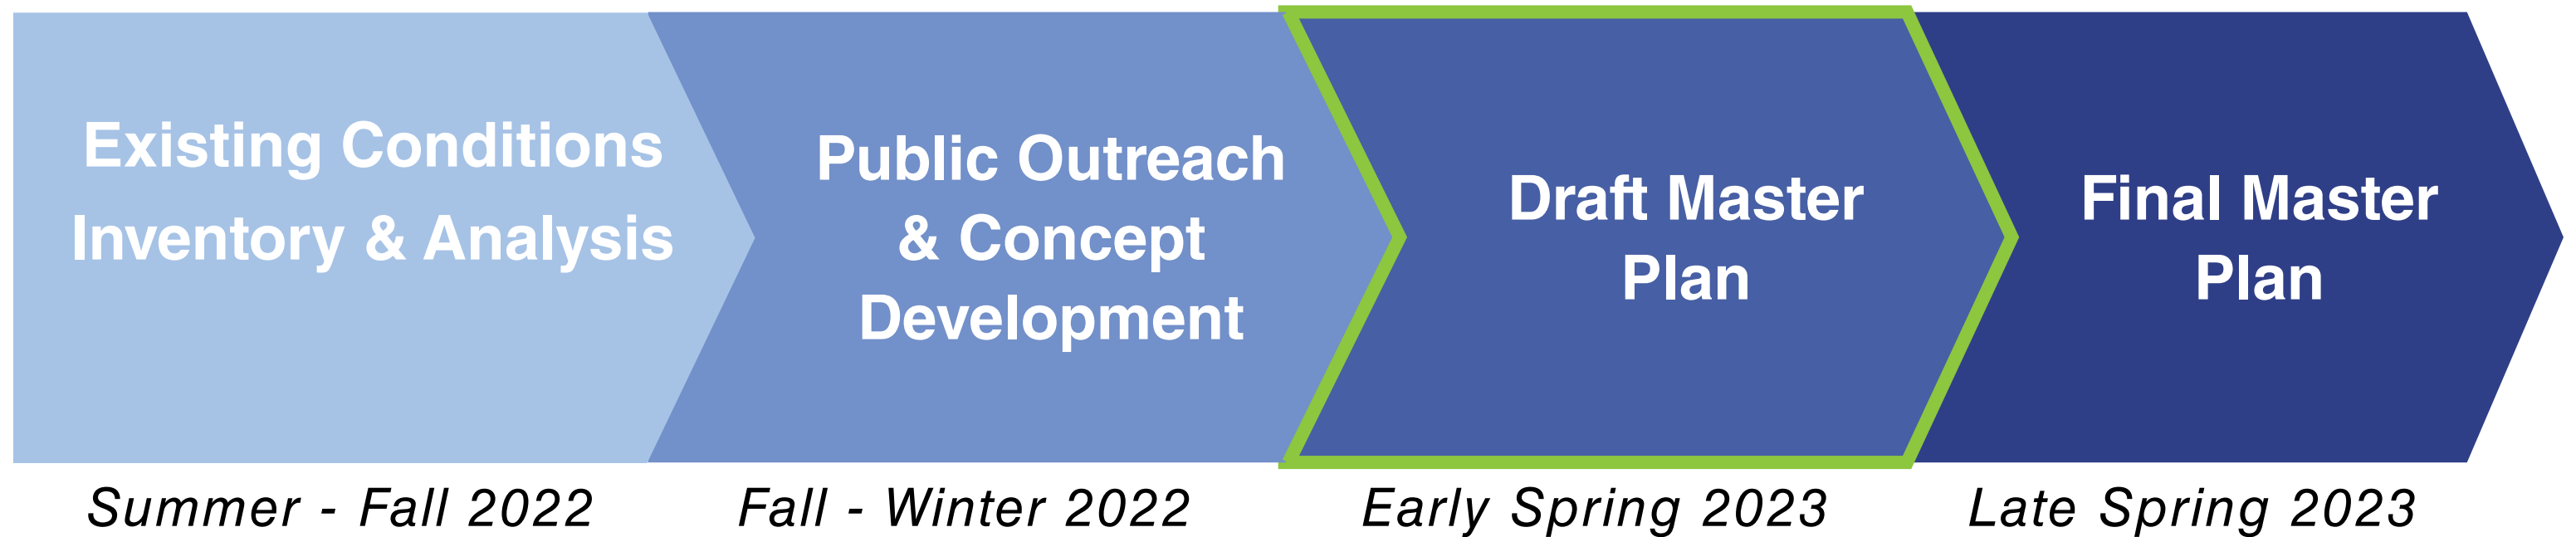 Existing Conditions
Inventory & Analysis
Public Outreach
& Concept
Development
Draft Master
Plan
Final Master
Plan
Summer - Fall 2022
Fall - Winter 2022
Early Spring 2023
Late Spring 2023